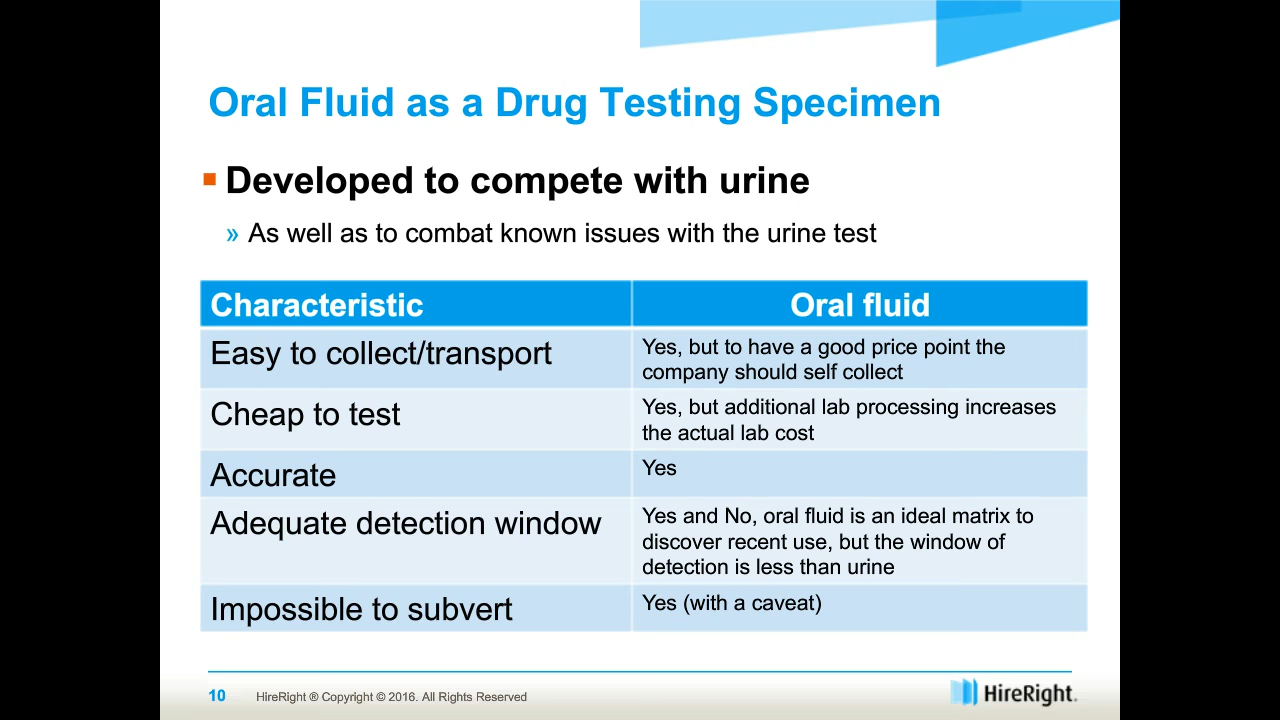 Oral Fluid as a Drug Testing Specimen
Developed to compete with urine
» As well as to combat known issues with the urine test
Characteristic
Oral fluid
Easy to collect/transport
Yes, but to have a good price point the
company should self collect
Cheap to test
Yes, but additional lab processing increases
the actual lab cost
Accurate
Yes
Adequate detection window
Yes and No, oral fluid is an ideal matrix to
discover recent use, but the window of
detection is less than urine
Impossible to subvert
Yes (with a caveat)
10
HireRight ® Copyright © 2016. All Rights Reserved
HireRight.